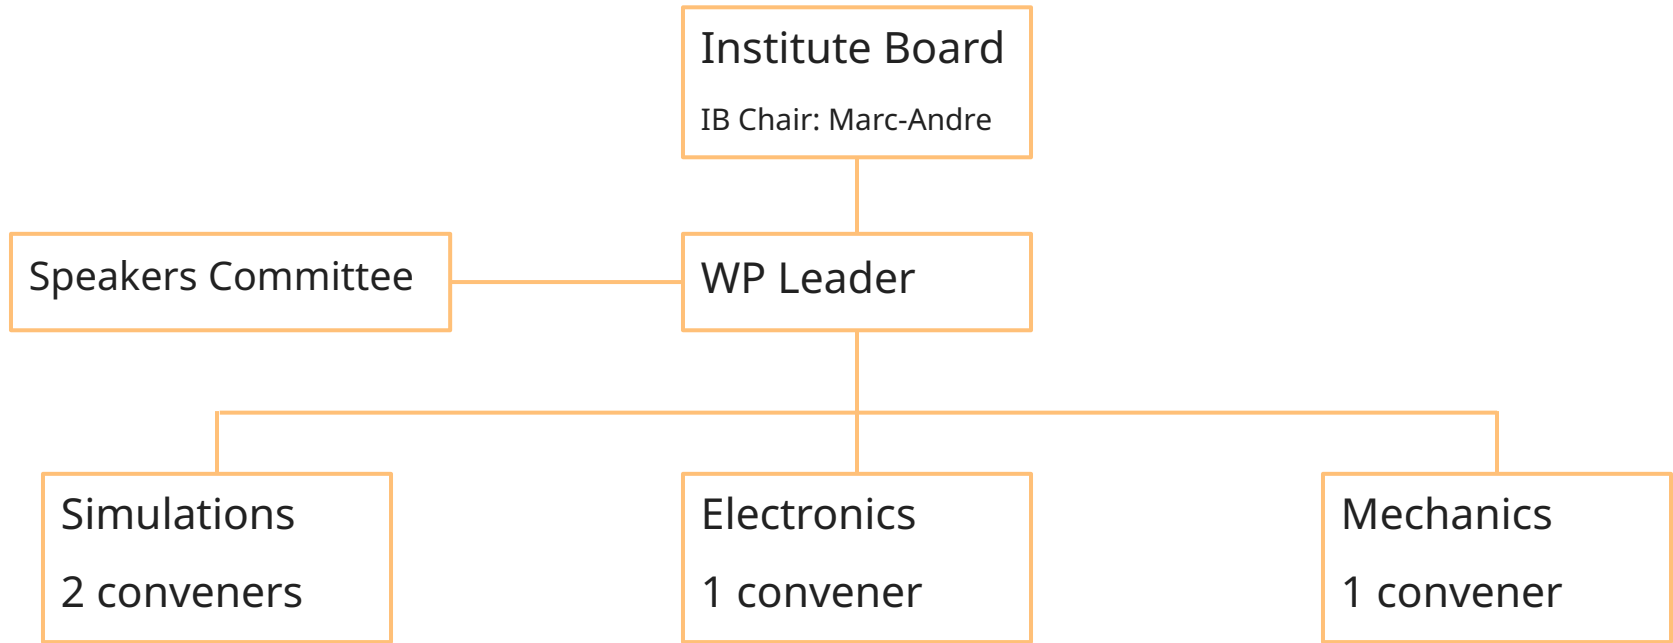 Institute Board
IB Chair: Marc-Andre
Speakers Committee
WP Leader
Simulations
2 conveners
Electronics
1 convener
Mechanics
1 convener